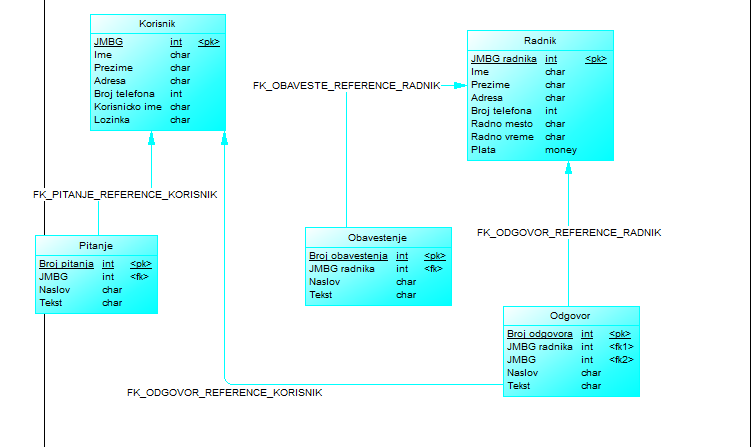 Korisnik
JMBG int <pk>
Ime char
Prezime char
Adresa char
Broj telefona int
Korisnicko ime char
Lozinka char
Radnik
JMBG radnika int <pk>
Ime char
Prezime char
Adresa char
Broj telefona int
Radno mesto char
Radno vreme char
Plata money
FK_OBAVESTE_REFERENCE_RADNIK
FK_PITANJE_REFERENCE_KORISNIK
FK_ODGOVOR_REFERENCE_RADNIK
Pitanje
Broj pitanja int <pk>
JMBG int <fk>
Naslov char
Tekst char
Obavestenje
Broj obavestenja int <pk>
JMBG radnika int <fk>
Naslov char
Tekst char
Odgovor
Broj odgovora int <pk>
JMBG radnika int <fk1>
JMBG int <fk2>
Naslov char
Tekst char
FK_ODGOVOR_REFERENCE_KORISNIK